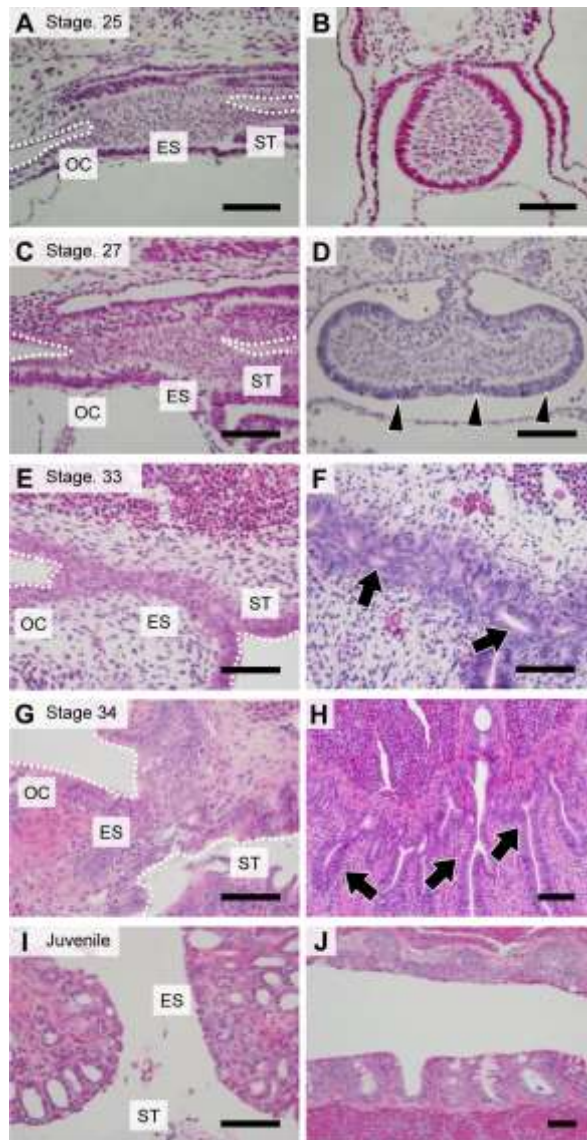 A Stage. 25
OC
ES
ST
B
C Stage. 27
OC
ES
ST
D
E Stage. 33
OC
ES
ST
F
G Stage 34
OC
ES
ST
H
I Juvenile
ES
ST
J